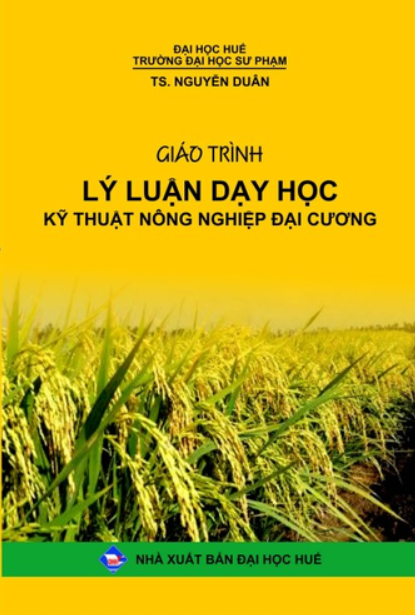 ĐẠI HỌC HUẾ
TRƯỜNG ĐẠI HỌC SƯ PHẠM
TS. NGUYỄN DUÂN
GIÁO TRÌNH
LÝ LUẬN DẠY HỌC
KỸ THUẬT NÔNG NGHIỆP ĐẠI CƯƠNG
NHÀ XUẤT BẢN ĐẠI HỌC HUẾ